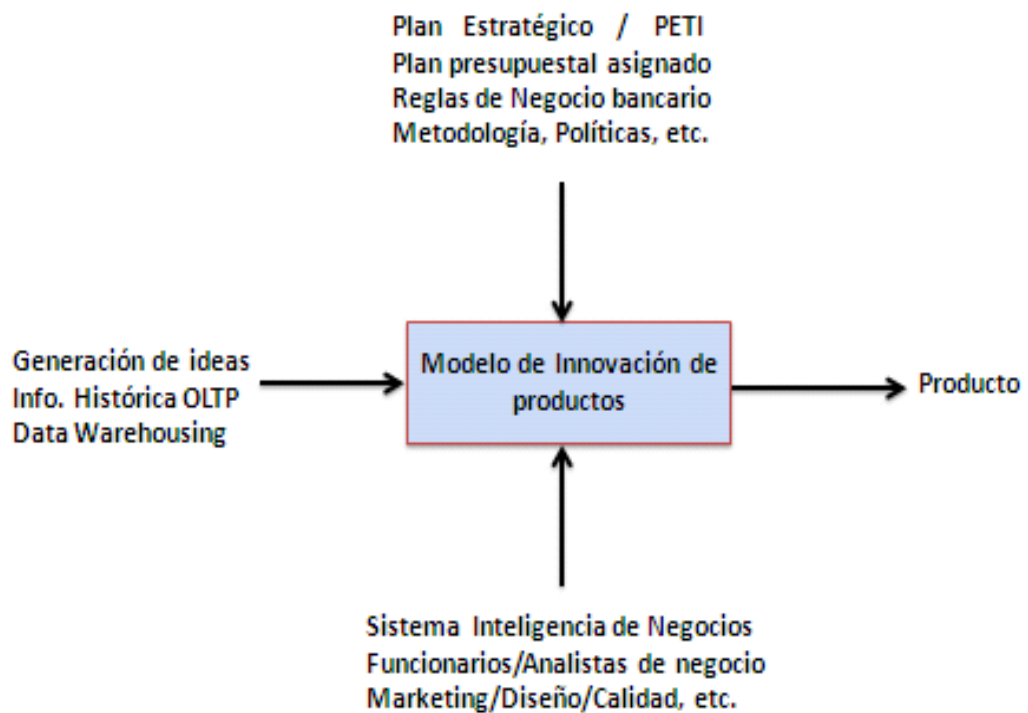 Plan Estratégico / PETI
Plan presupuestal asignado
Reglas de Negocio bancario
Metodología, Políticas, etc.
Generación de ideas
Info. Histórica OLTP
Data Warehousing
Modelo de Innovación de
productos
Producto
Sistema Inteligencia de Negocios
Funcionarios/Analistas de negocio
Marketing/Diseño/Calidad, etc.